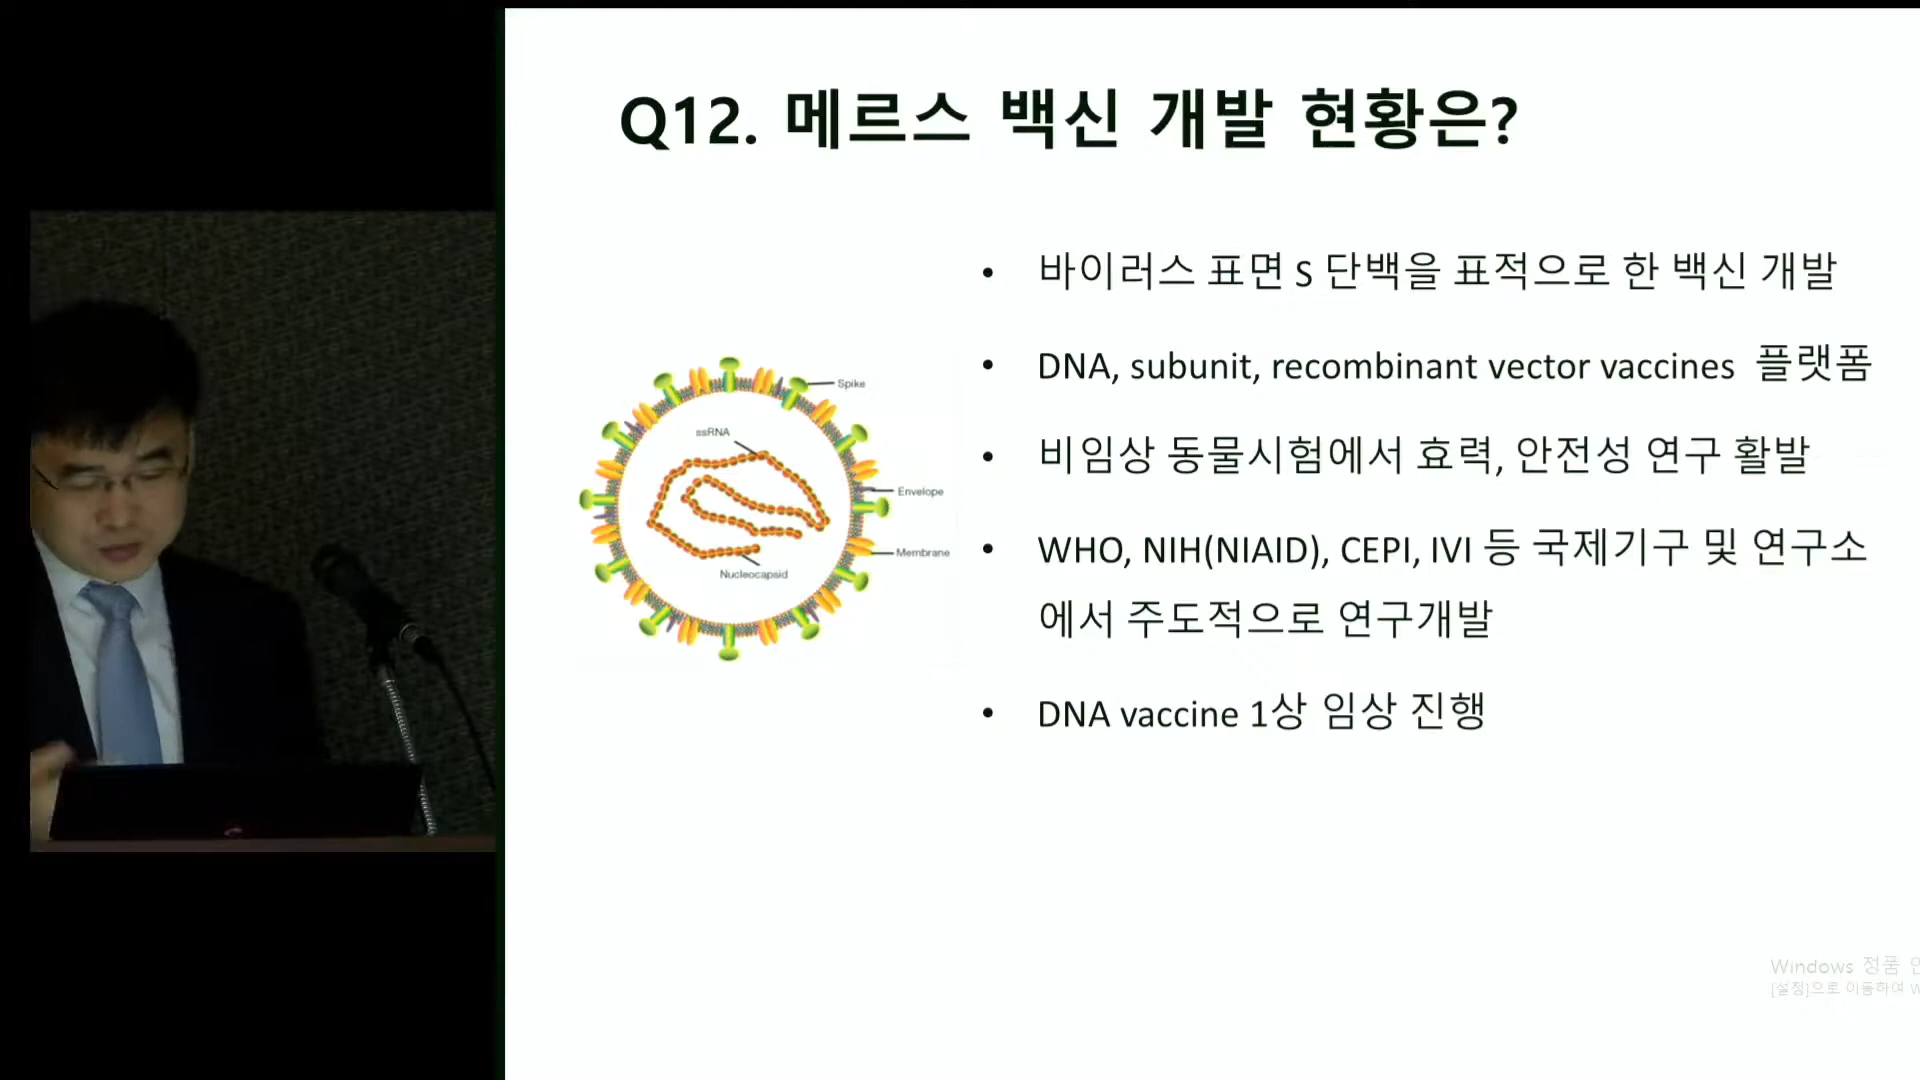 Q12. 메르스 백신 개발 현황은?
• 바이러스 표면 S 단백을 표적으로 한 백신 개발
• DNA, subunit, recombinant vector vaccines 플랫폼
• 비임상 동물시험에서 효력, 안전성 연구 활발
• WHO, NIH(NIAID), CEPI, IVI 등 국제기구 및 연구소
에서 주도적으로 연구개발
• DNA vaccine 1상 임상 진행
Spike
ssRNA
Envelope
Membrane
Nucleocapsid
Windows 정품
[설정]으로 이동하여 W